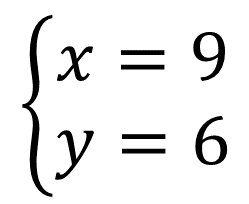 x = 9
y = 6